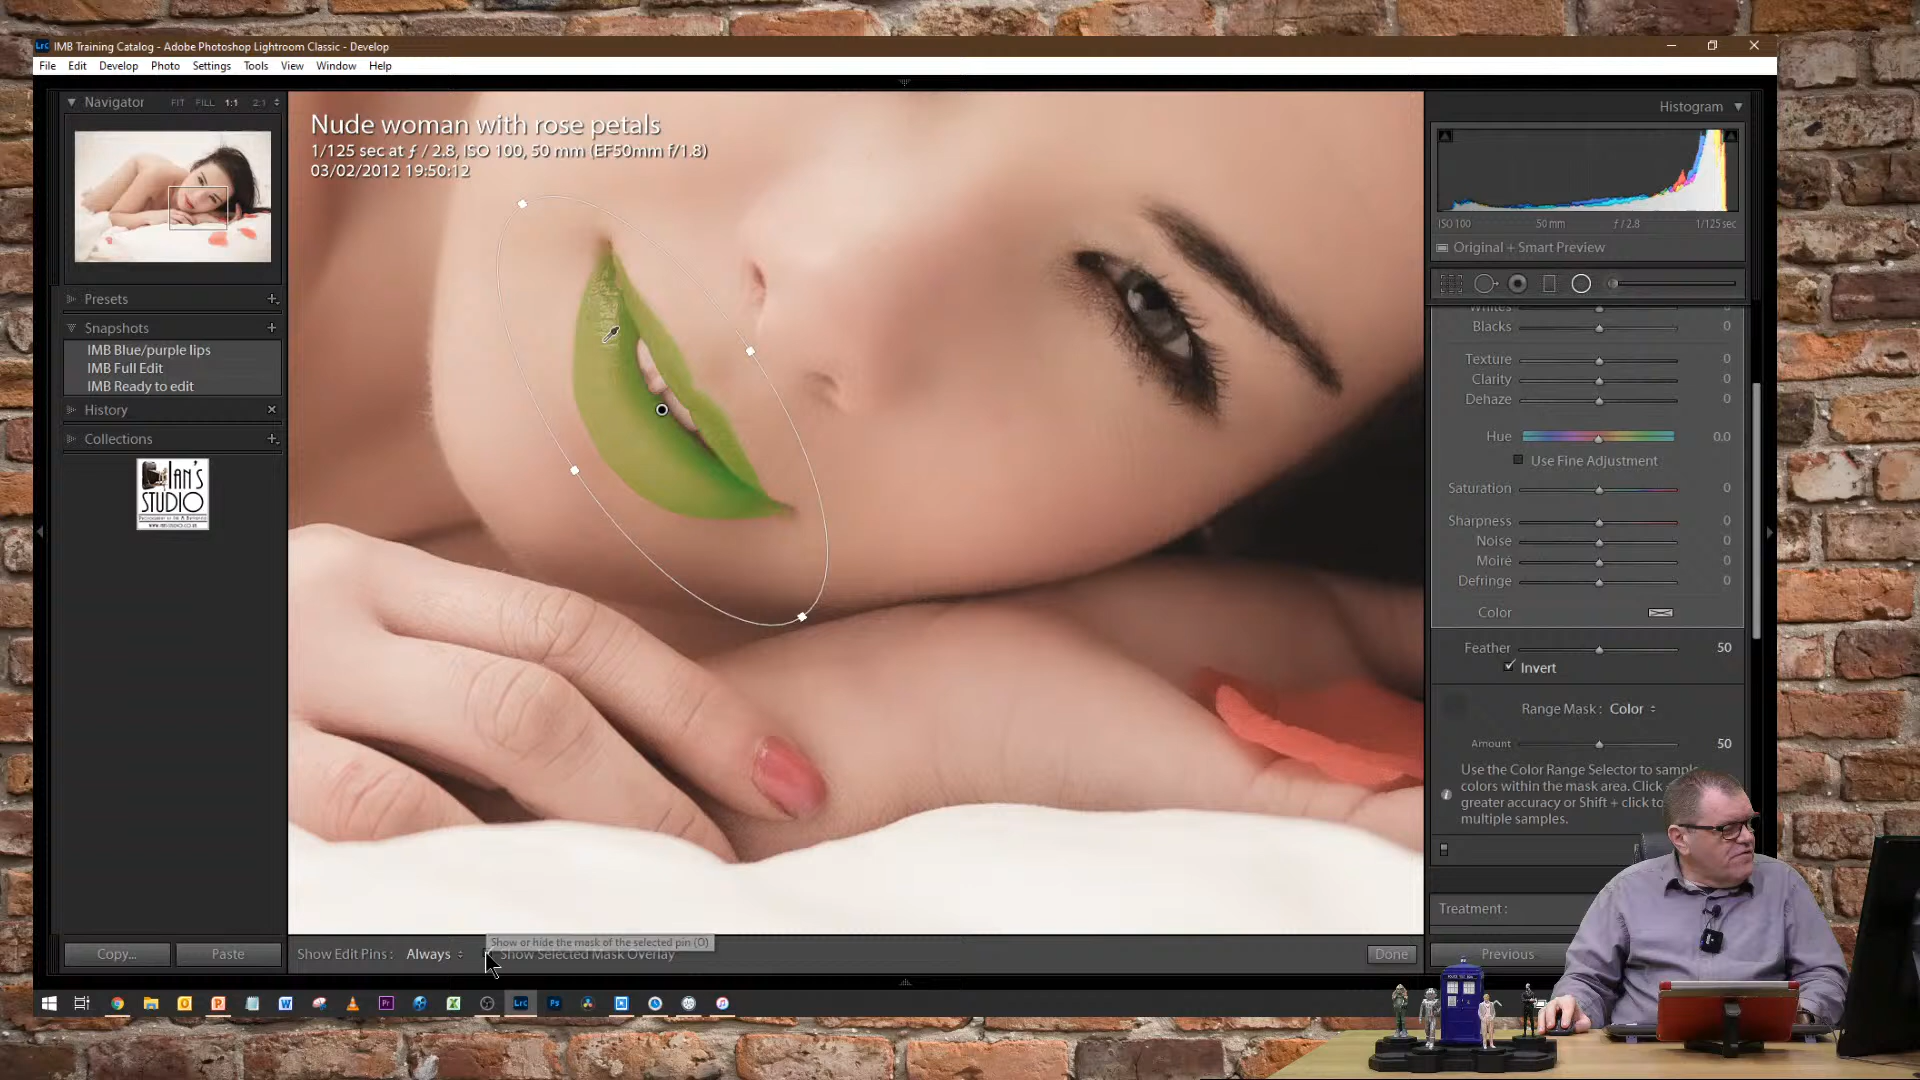 IMB Training Catalog - Adobe Photoshop Lightroom Classic - Develop
File Edit Develop Photo Settings Tools View Window Help
Navigator FIT FILL 1:1 2:1
Presets
Snapshots
IMB Blue/purple lips
IMB Full Edit
IMB Ready to edit
History
Collections
IAN'S
STUDIO
Copy...
Paste
Nude woman with rose petals
1/125 sec at ƒ / 2.8, ISO 100, 50 mm (EF50mm f/1.8)
03/02/2012 19:50:12
Show or hide the mask of the selected pin (O)
Show Edit Pins : Always Show Selected Mask Overlay
Done
Histogram
ISO 100 50 mm ƒ / 2.8 1/125 sec
Original + Smart Preview
Whites
Blacks 0
Texture 0
Clarity 0
Dehaze 0
Hue 0.0
Use Fine Adjustment
Saturation 0
Sharpness 0
Noise 0
Moiré 0
Defringe 0
Color
Feather 50
Invert
Range Mask : Color
Amount 50
Use the Color Range Selector to sample
colors within the mask area. Click
greater accuracy or Shift + click to
multiple samples.
Treatment :
Previous